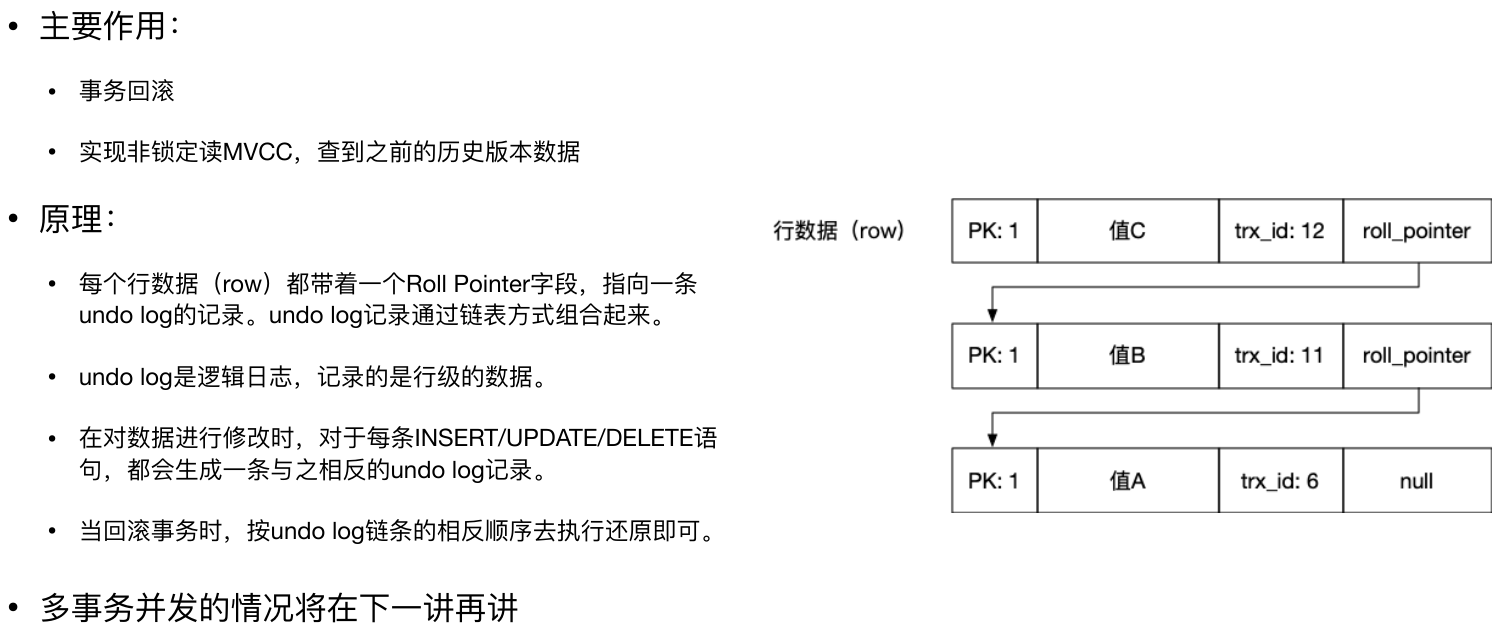 • 主要作用：
• 事务回滚
• 实现非锁定读MVCC，查到之前的历史版本数据
• 原理：
• 每个行数据（row）都带着一个Roll Pointer字段，指向一条
undo log的记录。undo log记录通过链表方式组合起来。
• undo log是逻辑日志，记录的是行级的数据。
• 在对数据进行修改时，对于每条INSERT/UPDATE/DELETE语
句，都会生成一条与之相反的undo log记录。
• 当回滚事务时，按undo log链条的相反顺序去执行还原即可。
• 多事务并发的情况将在下一讲再讲
行数据（row） PK: 1 值C trx_id: 12 roll_pointer
PK: 1 值B trx_id: 11 roll_pointer
PK: 1 值A trx_id: 6 null